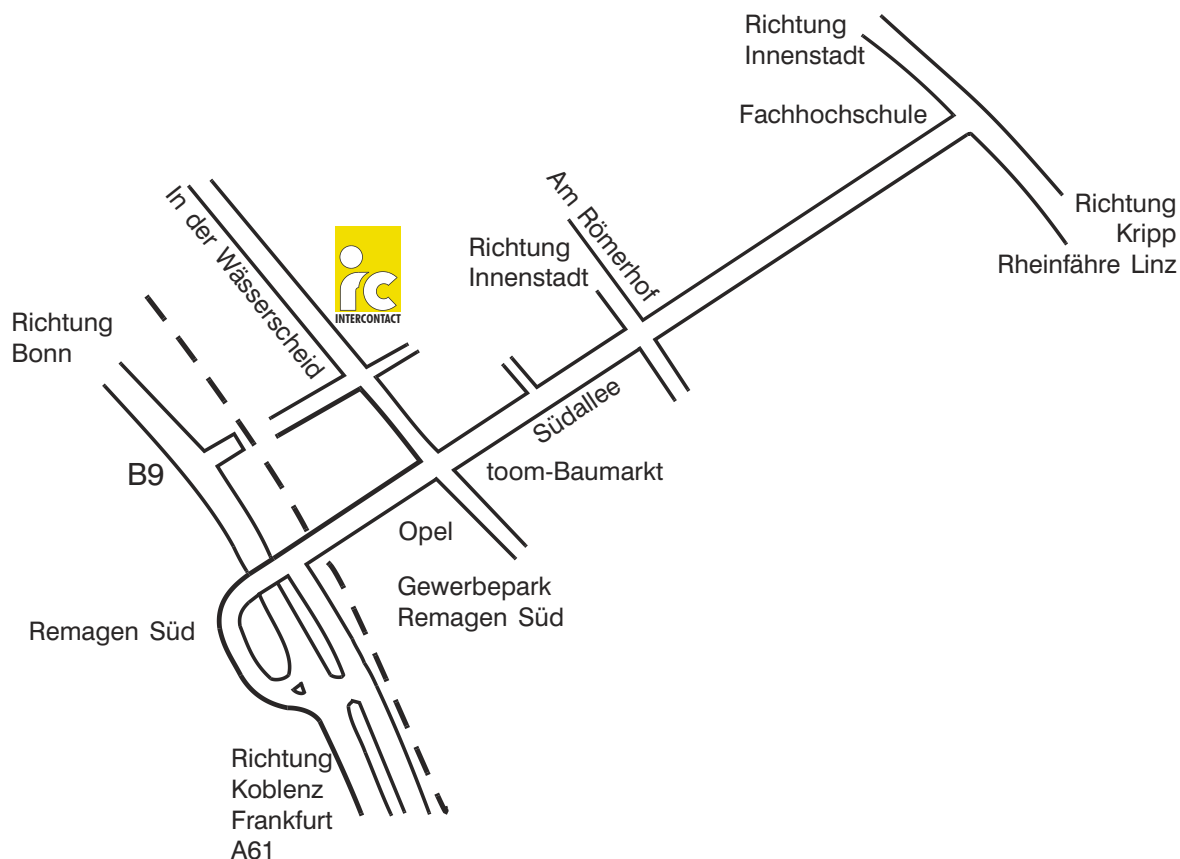 Richtung
Innenstadt
Fachhochschule
Richtung
Kripp
Rheinfähre Linz
Am Römerhof
Richtung
Innenstadt
In der Wässerscheid
ic
INTERCONTACT
Richtung
Bonn
B9
Südallee
toom-Baumarkt
Opel
Gewerbepark
Remagen Süd
Remagen Süd
Richtung
Koblenz
Frankfurt
A61